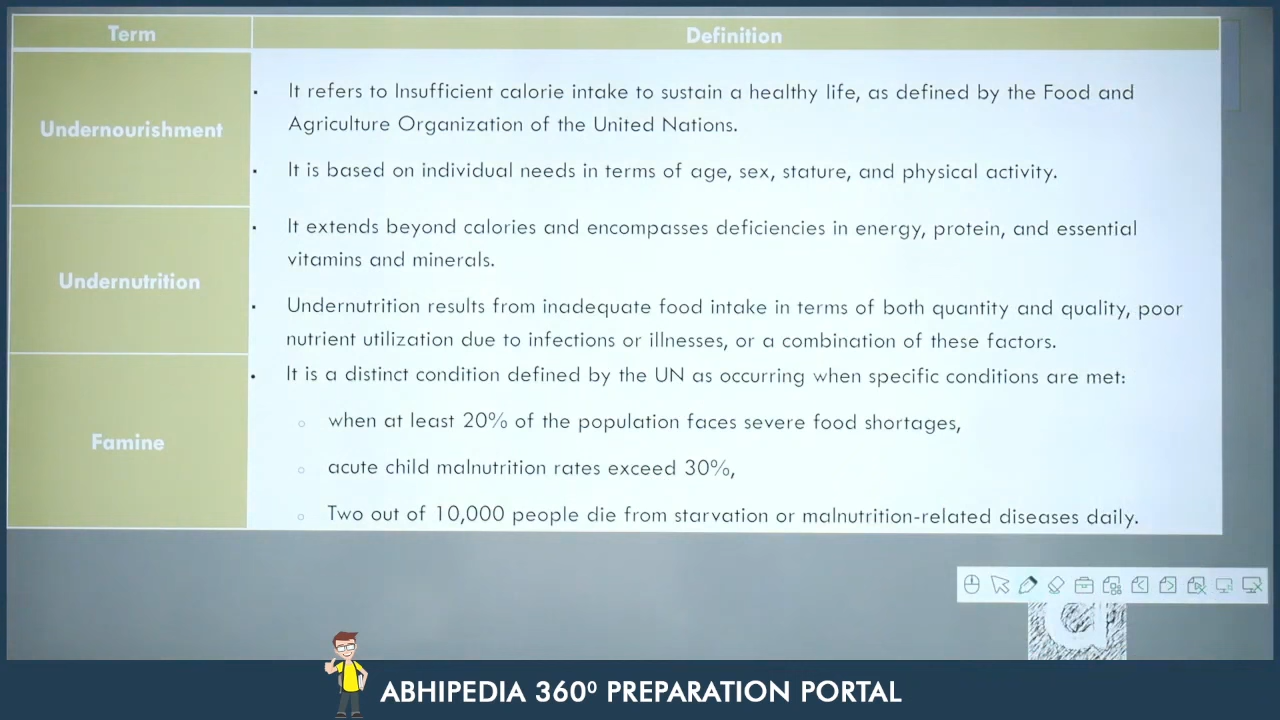 Term
Definition
Undernourishment
· It refers to Insufficient calorie intake to sustain a healthy life, as defined by the Food and
Agriculture Organization of the United Nations.
· It is based on individual needs in terms of age, sex, stature, and physical activity.
Undernutrition
· It extends beyond calories and encompasses deficiencies in energy, protein, and essential
vitamins and minerals.
· Undernutrition results from inadequate food intake in terms of both quantity and quality, poor
nutrient utilization due to infections or illnesses, or a combination of these factors.
Famine
· It is a distinct condition defined by the UN as occurring when specific conditions are met:
○ when at least 20% of the population faces severe food shortages,
○ acute child malnutrition rates exceed 30%,
○ Two out of 10,000 people die from starvation or malnutrition-related diseases daily.
a
ABHIPEDIA 360⁰ PREPARATION PORTAL